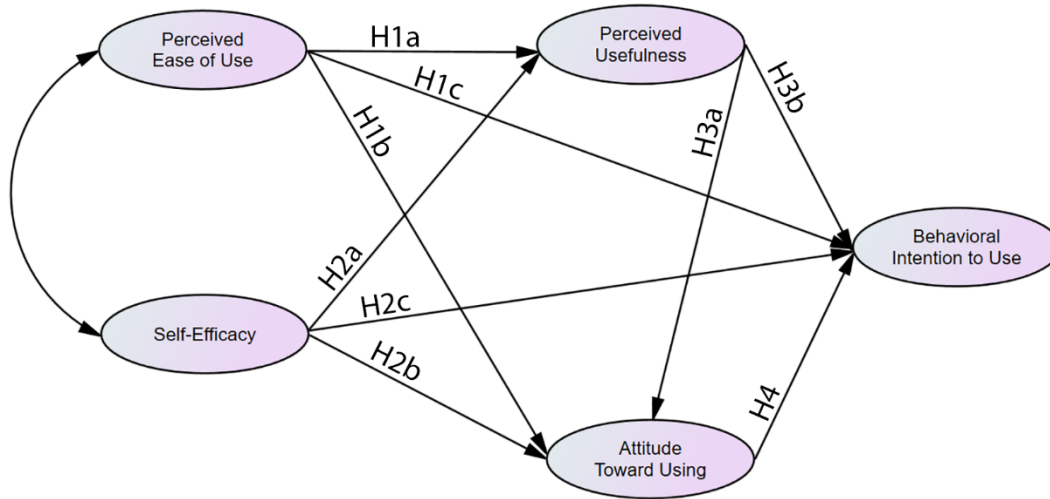 Perceived
Ease of Use
H1a
Perceived
Usefulness
H1c
H3b
H1b
H3a
H2a
Behavioral
Intention to Use
H2c
Self-Efficacy
H2b
H4
Attitude
Toward Using